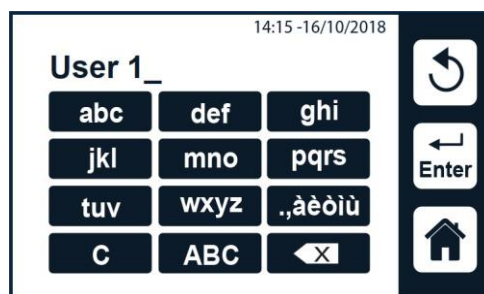 14:15 -16/10/2018
User 1_
abc def ghi
jkl mno pqrs
Enter
tuv wxyz .,àèòìù
C ABC X